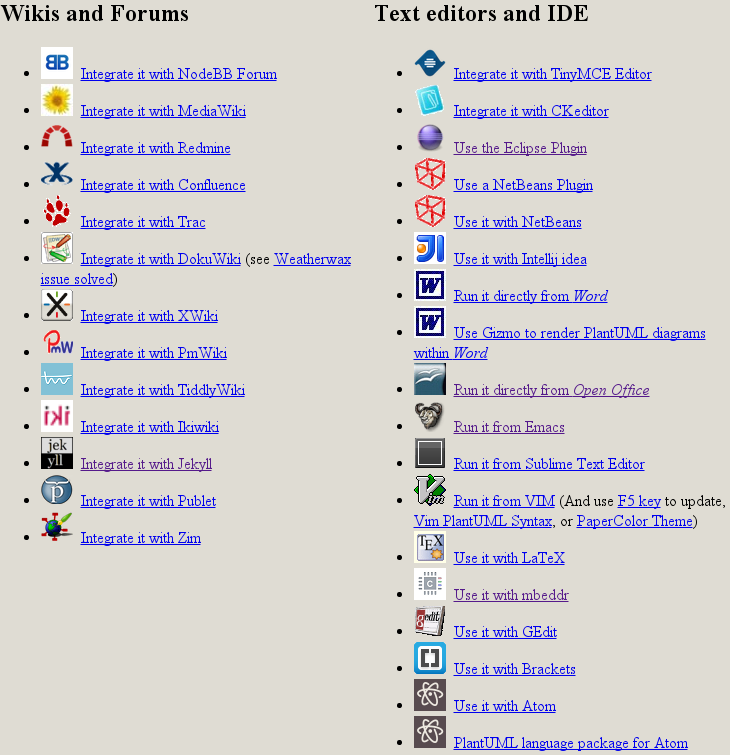 Wikis and Forums
Integrate it with NodeBB Forum
Integrate it with MediaWiki
Integrate it with Redmine
Integrate it with Confluence
Integrate it with Trac
Integrate it with DokuWiki (see Weatherwax
issue solved)
Integrate it with XWiki
Integrate it with PmWiki
Integrate it with TiddlyWiki
Integrate it with Ikiwiki
Integrate it with Jekyll
Integrate it with Publet
Integrate it with Zim
Text editors and IDE
Integrate it with TinyMCE Editor
Integrate it with CKeditor
Use the Eclipse Plugin
Use a NetBeans Plugin
Use it with NetBeans
Use it with Intellij idea
Run it directly from Word
Use Gizmo to render PlantUML diagrams
within Word
Run it directly from Open Office
Run it from Emacs
Run it from Sublime Text Editor
Run it from VIM (And use F5 key to update,
Vim PlantUML Syntax, or PaperColor Theme)
Use it with LaTeX
Use it with mbeddr
Use it with GEdit
Use it with Brackets
Use it with Atom
PlantUML language package for Atom